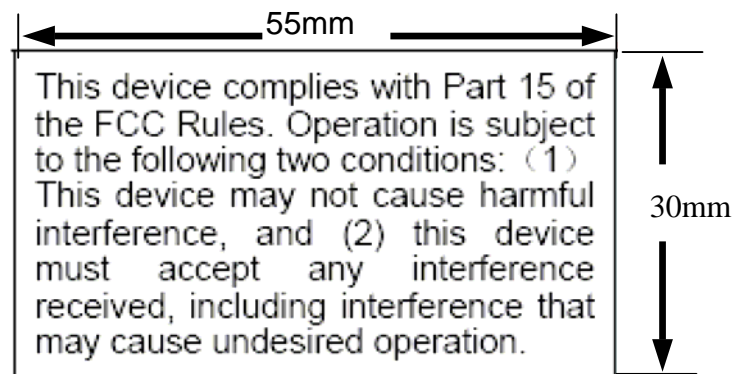 55mm
This device complies with Part 15 of
the FCC Rules. Operation is subject
to the following two conditions:（1）
This device may not cause harmful
interference, and (2) this device
must accept any interference
received, including interference that
may cause undesired operation.
30mm